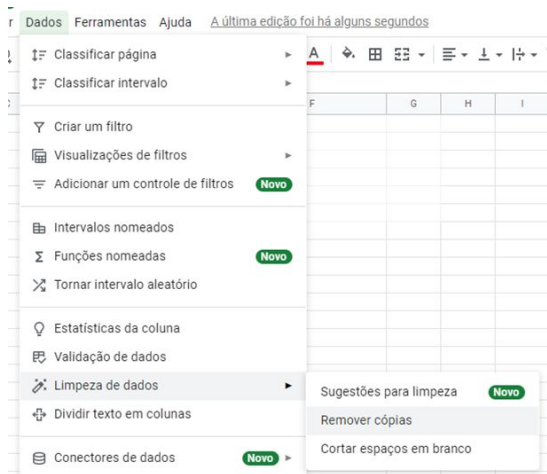 r Dados Ferramentas Ajuda A última edição foi há alguns segundos
A
Classificar página
Classificar intervalo
F G H I
Criar um filtro
Visualizações de filtros
Adicionar um controle de filtros Novo
Intervalos nomeados
Σ Funções nomeadas Novo
Tornar intervalo aleatório
Estatísticas da coluna
Validação de dados
Limpeza de dados
Sugestões para limpeza Novo
Dividir texto em colunas
Remover cópias
Cortar espaços em branco
Conectores de dados Novo